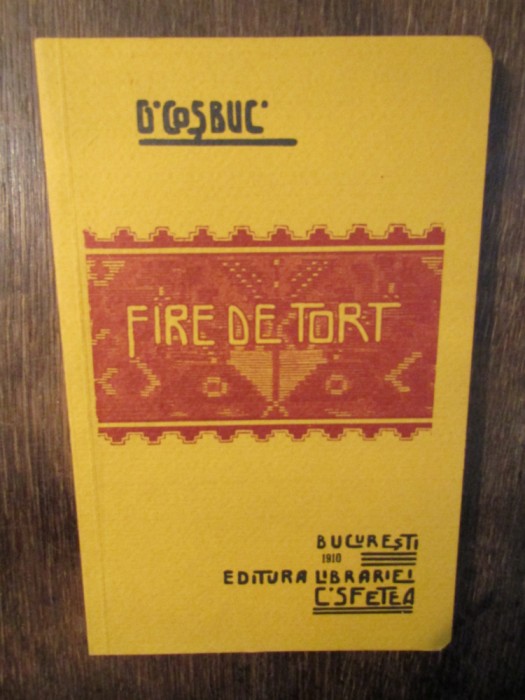 G. COŞBUC.
FIRE DE TORT
BUCUREŞTI
1910
EDITURA LIBRARIEI
C. SFETEA